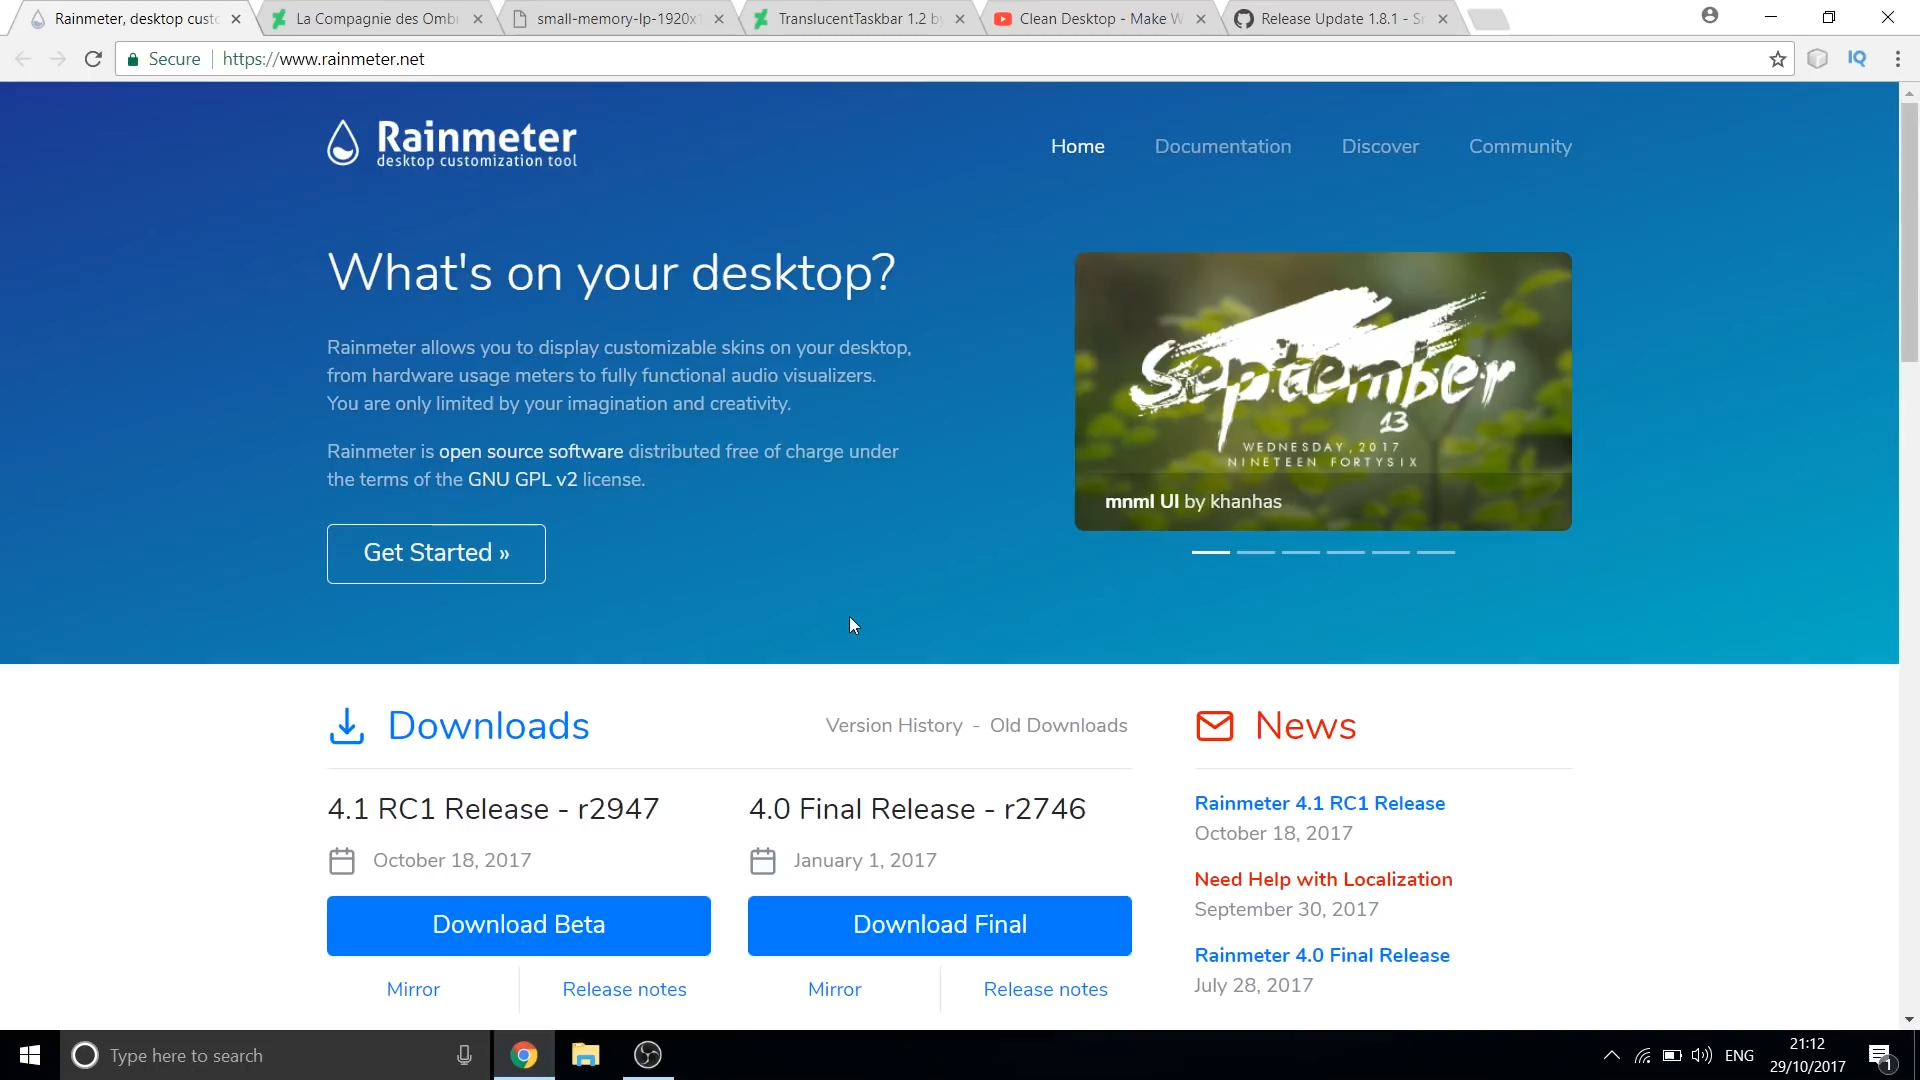 Rainmeter, desktop custo
La Compagnie des Ombr
small-memory-lp-1920x1
TranslucentTaskbar 1.2 by
Clean Desktop - Make W
Release Update 1.8.1 - Sn
Secure
https://www.rainmeter.net
IQ
Rainmeter
desktop customization tool
Home
Documentation
Discover
Community
What's on your desktop?
Rainmeter allows you to display customizable skins on your desktop,
from hardware usage meters to fully functional audio visualizers.
You are only limited by your imagination and creativity.
Rainmeter is open source software distributed free of charge under
the terms of the GNU GPL v2 license.
Get Started »
September
13
WEDNESDAY, 2017
NINETEEN FORTYSIX
mnml UI by khanhas
Downloads
Version History - Old Downloads
4.1 RC1 Release - r2947
October 18, 2017
Download Beta
Mirror
Release notes
4.0 Final Release - r2746
January 1, 2017
Download Final
Mirror
Release notes
News
Rainmeter 4.1 RC1 Release
October 18, 2017
Need Help with Localization
September 30, 2017
Rainmeter 4.0 Final Release
July 28, 2017
Type here to search
ENG
21:12
29/10/2017
1